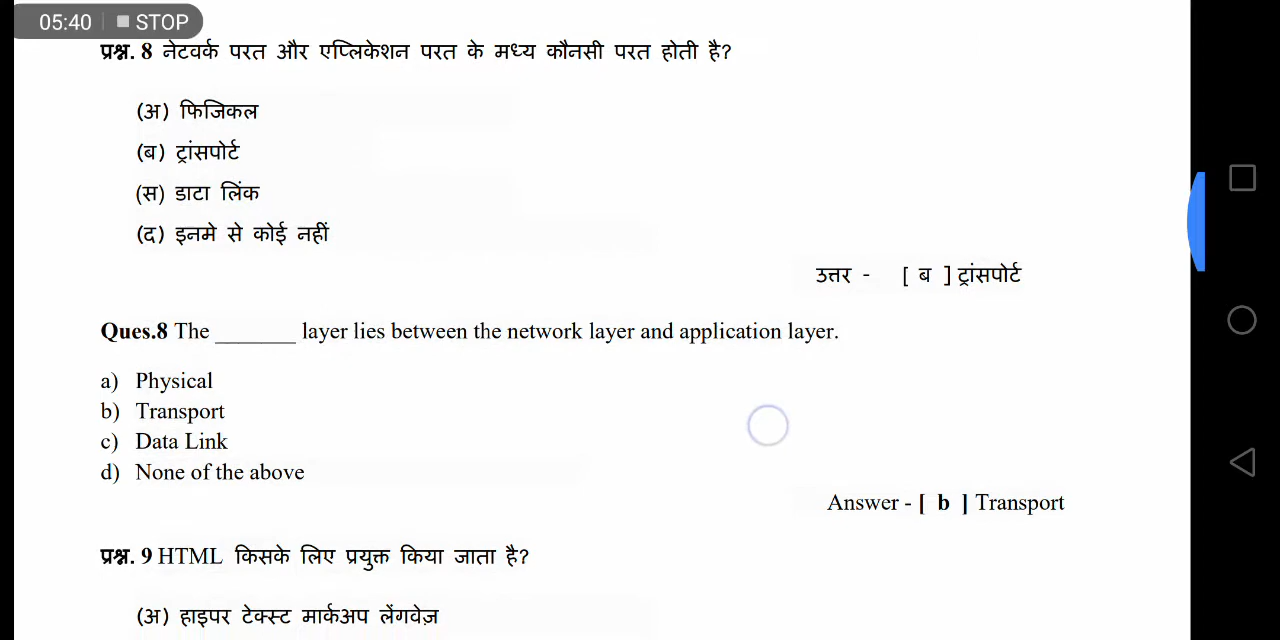 05:40 STOP
प्रश्न. 8 नेटवर्क परत और एप्लिकेशन परत के मध्य कौनसी परत होती है?
(अ) फिजिकल
(ब) ट्रांसपोर्ट
(स) डाटा लिंक
(द) इनमे से कोई नहीं
उत्तर - [ ब ] ट्रांसपोर्ट
Ques.8 The _______ layer lies between the network layer and application layer.
a) Physical
b) Transport
c) Data Link
d) None of the above
Answer - [ b ] Transport
प्रश्न. 9 HTML किसके लिए प्रयुक्त किया जाता है?
(अ) हाइपर टेक्स्ट मार्कअप लेंगवेज़